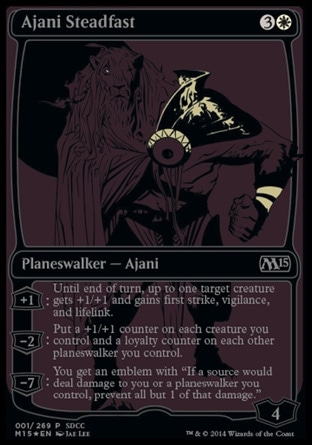 Ajani Steadfast 3
Planeswalker — Ajani M15
+1: Until end of turn, up to one target creature
gets +1/+1 and gains first strike, vigilance,
and lifelink.
-2: Put a +1/+1 counter on each creature you
control and a loyalty counter on each other
planeswalker you control.
-7: You get an emblem with “If a source would
deal damage to you or a planeswalker you
control, prevent all but 1 of that damage.”
4
001/269 P SDCC
M15★EN Jae Lee
™ & © 2014 Wizards of the Coast